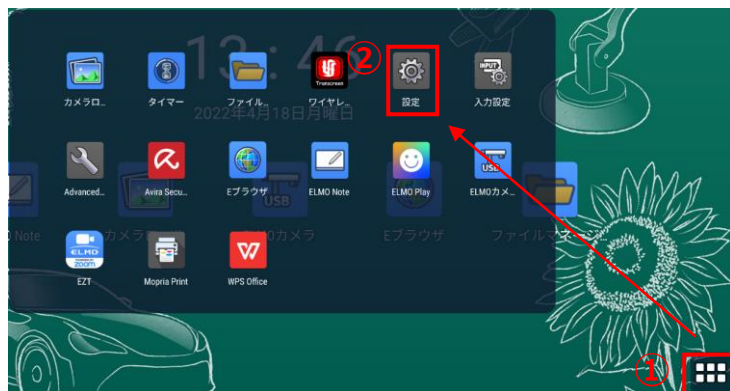 13 : 46
2022年4月18日月曜日
②
カメラロ..
タイマー
ファイル..
Transcreen
ワイヤレ..
設定
INPUT
入力設定
Advanced..
Avira Secu..
Eブラウザ
ELMO Note
ELMO Play
USB
ELMOカメ..
Note
カメラ
USB
カメラ
Eブラウザ
ファイルマ
ELMO
zoom
EZT
Mopria Print
WPS Office
①